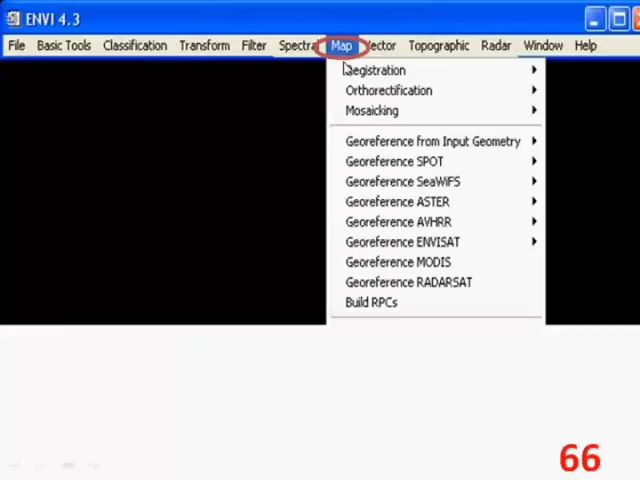 ENVI 4.3
File Basic Tools Classification Transform Filter Spectral Map Vector Topographic Radar Window Help
Registration
Orthorectification
Mosaicking
Georeference from Input Geometry
Georeference SPOT
Georeference SeaWiFS
Georeference ASTER
Georeference AVHRR
Georeference ENVISAT
Georeference MODIS
Georeference RADARSAT
Build RPCs
66